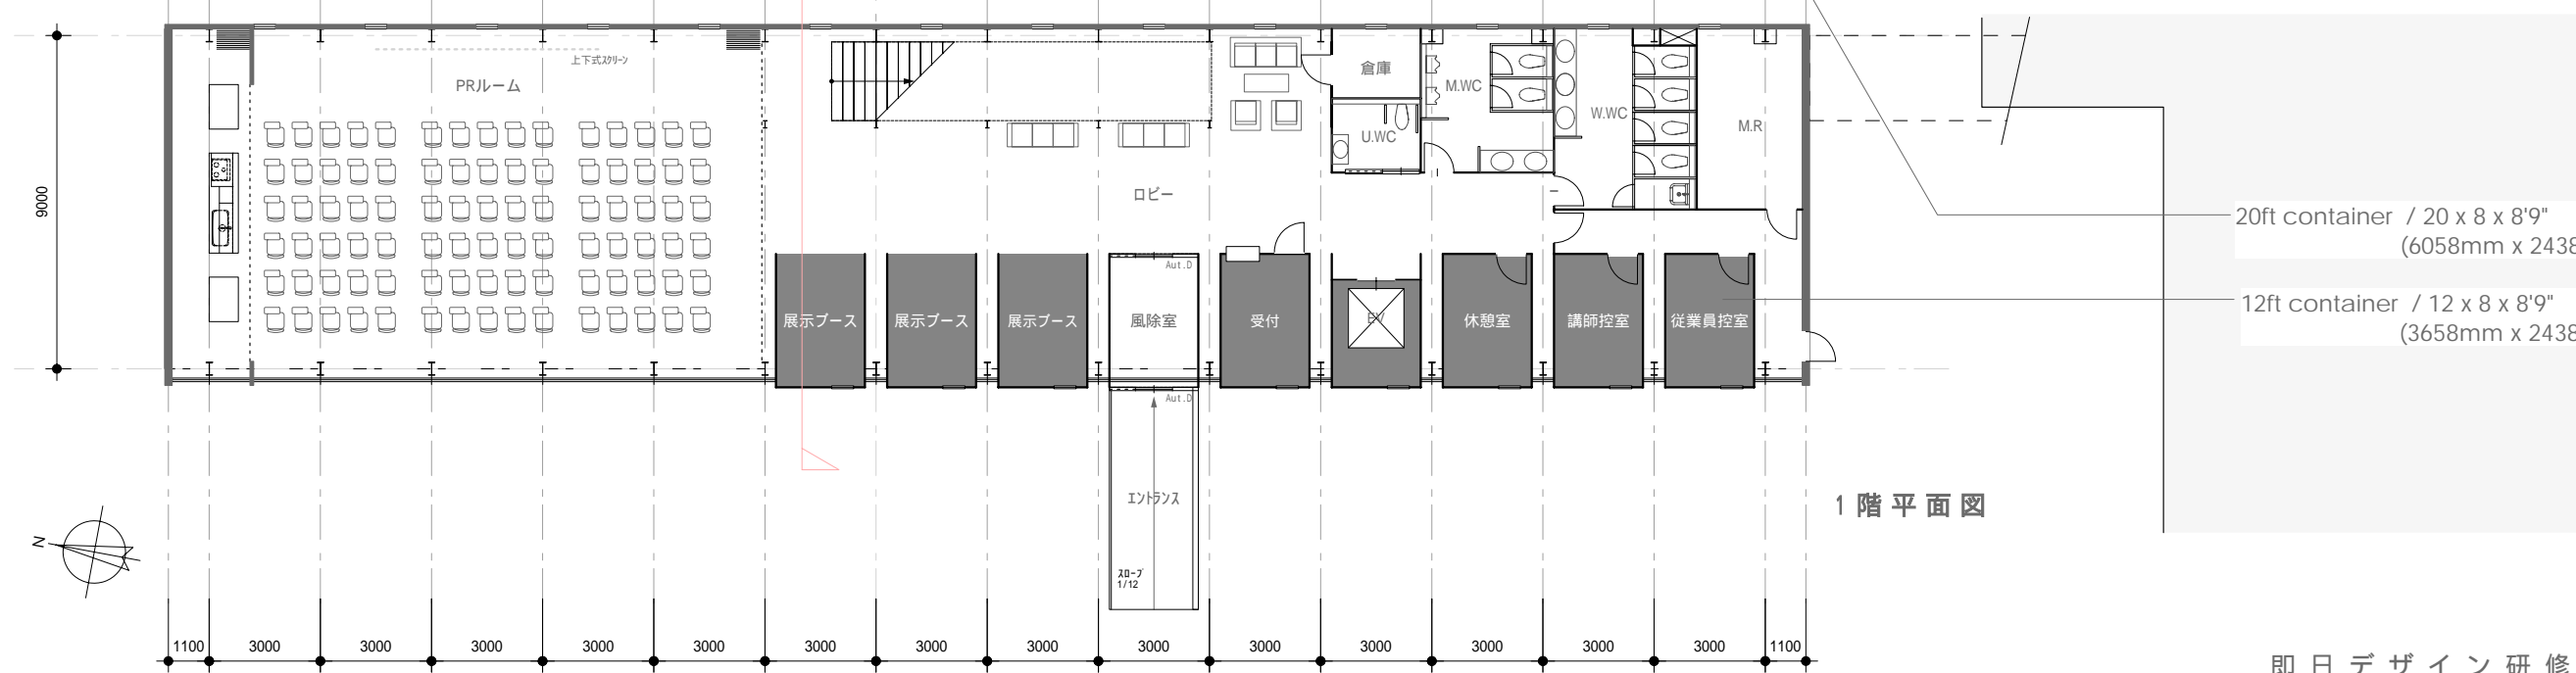 上下式スクリーン
PRルーム
倉庫
M.WC
W.WC
M.R
U.WC
ロビー
9000
20ft container / 20 x 8 x 8'9"
(6058mm x 2438
12ft container / 12 x 8 x 8'9"
(3658mm x 2438
Aut.D
展示ブース
展示ブース
展示ブース
風除室
受付
EV
休憩室
講師控室
従業員控室
Aut.D
エントランス
1階平面図
N
スロープ
1/12
1100 3000 3000 3000 3000 3000 3000 3000 3000 3000 3000 3000 3000 3000 3000 1100
即日デザイン研修